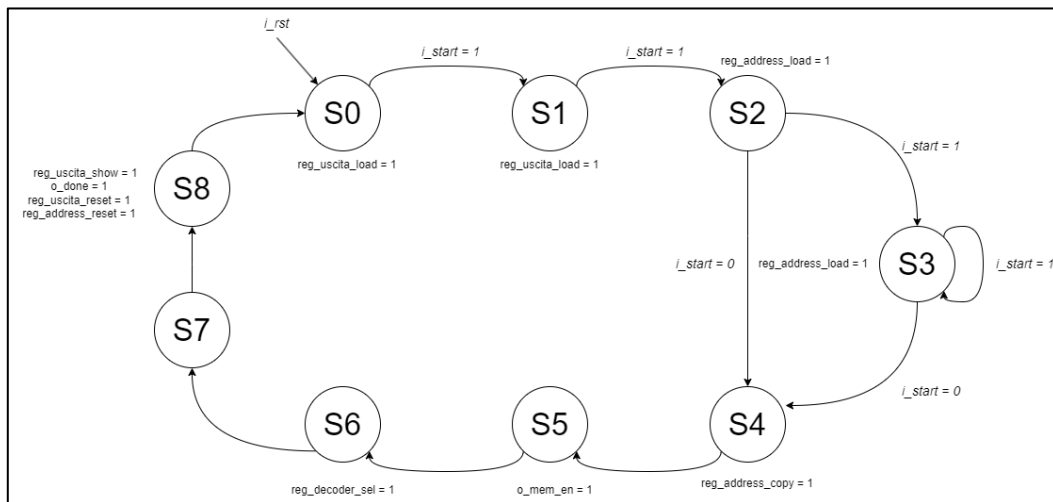 i_rst
i_start = 1
i_start = 1
reg_address_load = 1
S0
S1
S2
reg_uscita_load = 1
reg_uscita_load = 1
i_start = 1
reg_uscita_show = 1
o_done = 1
reg_uscita_reset = 1
reg_address_reset = 1
S8
i_start = 0
reg_address_load = 1
S3
i_start = 1
S7
i_start = 0
S6
S5
S4
reg_decoder_sel = 1
o_mem_en = 1
reg_address_copy = 1